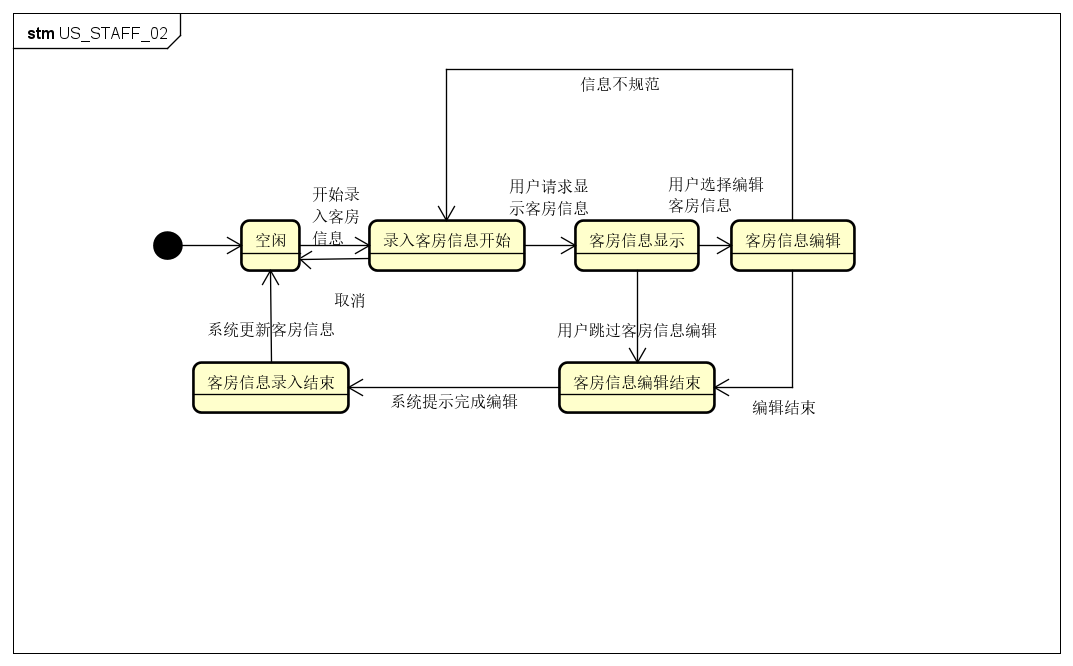 stm US_STAFF_02
信息不规范
开始录
入客房
信息
用户请求显
示客房信息
用户选择编辑
客房信息
空闲
录入客房信息开始
客房信息显示
客房信息编辑
取消
系统更新客房信息
用户跳过客房信息编辑
客房信息录入结束
客房信息编辑结束
系统提示完成编辑
编辑结束